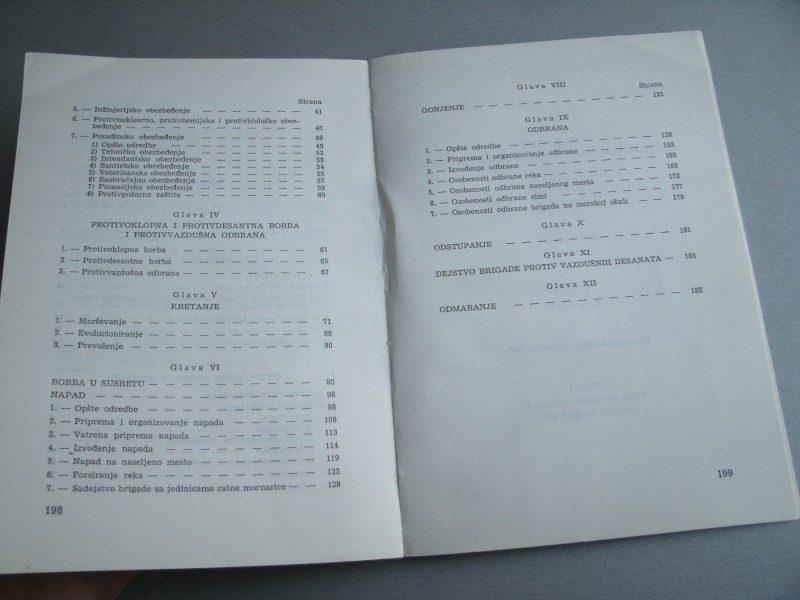 Strana
5. — Inžinjerijsko obezbeđenje — — — — — — — 41
6. — Protivnuklearno, protivhemijsko i protivbiološko obez-
beđenje — — — — — — — — — — — 46
7. — Pozadinsko obezbeđenje — — — — — — — 49
1) Opšte odredbe — — — — — — — — 49
2) Tehničko obezbeđenje — — — — — — — 52
3) Intendantsko obezbeđenje — — — — — — 53
4) Sanitetsko obezbeđenje — — — — — — 54
5) Veterinarsko obezbeđenje — — — — — — 55
6) Saobraćajno obezbeđenje — — — — — — 57
7) Finansijsko obezbeđenje — — — — — — 59
8) Protivpožarna zaštita — — — — — — — 60
Glava IV
PROTIVOKLOPNA I PROTIVDESANTNA BORBA
I PROTIVVAZDUŠNA ODBRANA
1. — Protivoklopna borba — — — — — — — 61
2 — Protivdesantna borba — — — — — — — 65
3. — Protivvazdušna odbrana — — — — — — 67
Glava V
KRETANJE
1. — Marševanje — — — — — — — — — 71
2. — Evolucioniranje — — — — — — — — 89
3. — Prevoženje — — — — — — — — — 90
Glava VI
BORBA U SUSRETU — — — — — — — — 92
NAPAD — — — — — — — — — — — 98
1. — Opšte odredbe — — — — — — — — 98
2. — Priprema i organizovanje napada — — — — 109
3. — Vatrena priprema napada — — — — — — 113
4. — Izvođenje napada — — — — — — — — 114
5. — Napad na naseljeno mesto — — — — — — 119
6. — Forsiranje reka — — — — — — — — 122
7. — Sadejstvo brigade sa jedinicama ratne mornarice — — 129
198
Glava VIII
Strana
GONJENJE — — — — — — — — — — — 131
Glava IX
ODBRANA
1. — Opšte odredbe — — — — — — — — — 138
2. — Priprema i organizovanje odbrane — — — — 153
3. — Izvođenje odbrane — — — — — — — — 163
4. — Osobenosti odbrane reke — — — — — — 168
5. — Osobenosti odbrane naseljenog mesta — — — 172
6. — Osobenosti odbrane zimi — — — — — — 177
7. — Osobenosti odbrane brigade na morskoj obali — — 179
Glava X
ODSTUPANJE — — — — — — — — — — 181
Glava XI
DEJSTVO BRIGADE PROTIV VAZDUŠNIH DESANATA — 183
Glava XII
ODMARANJE — — — — — — — — — — 192
199